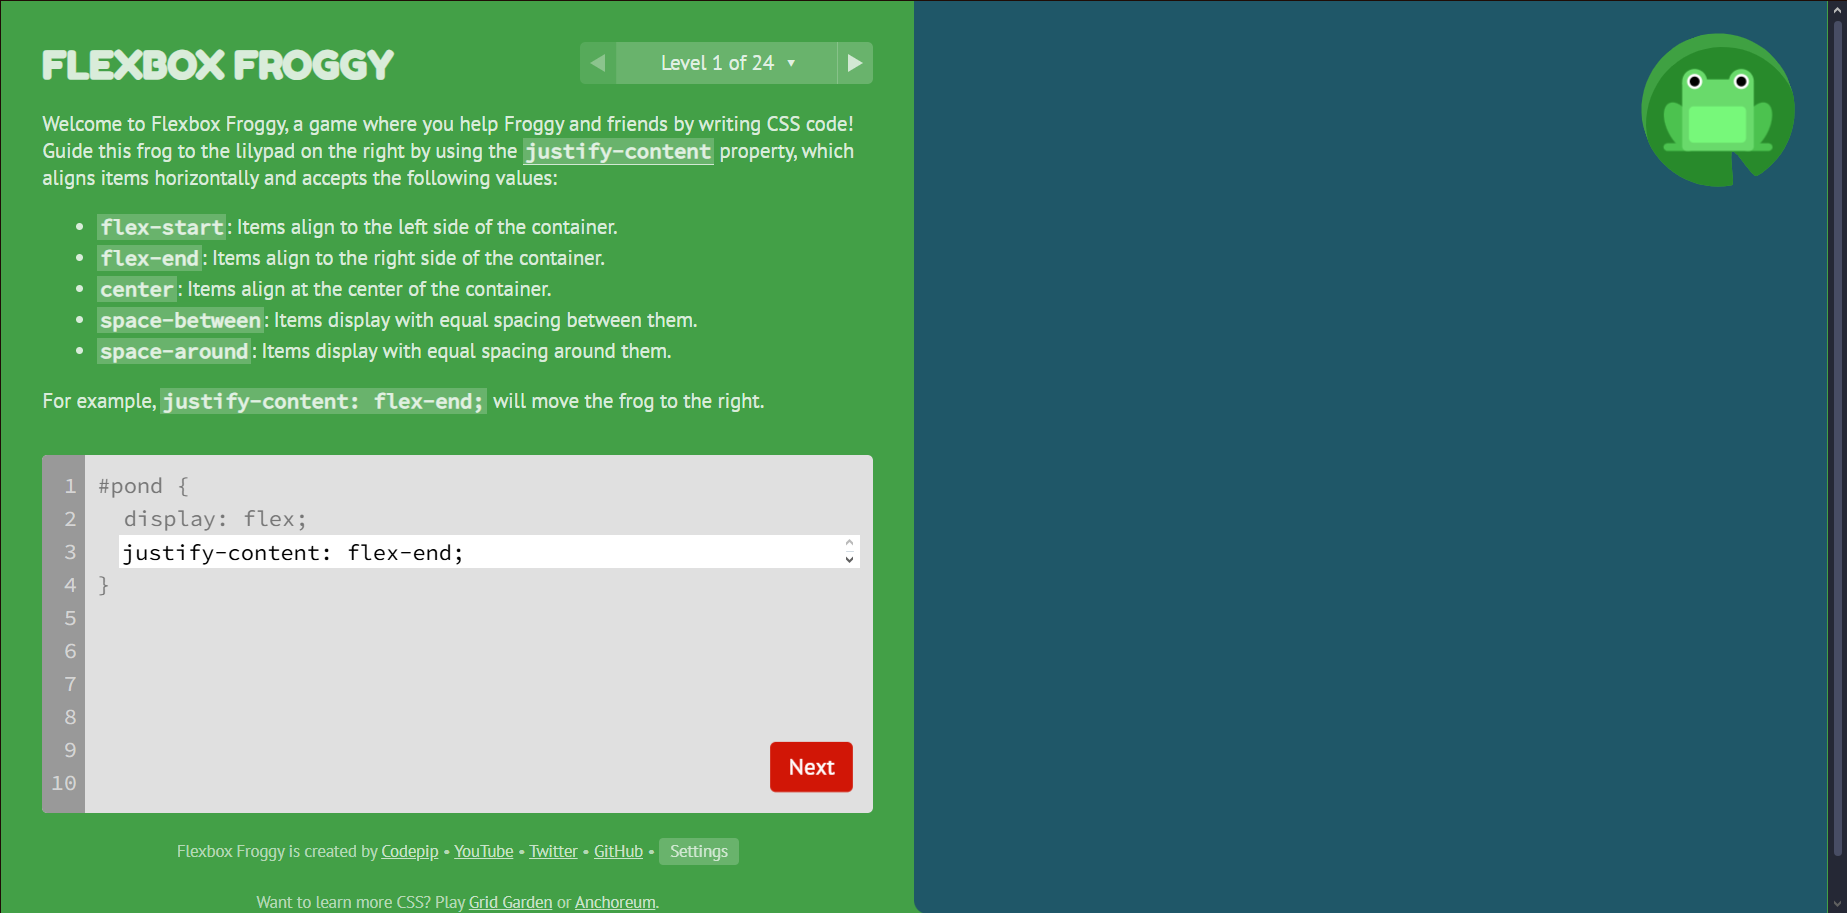 FLEXBOX FROGGY
Level 1 of 24
Welcome to Flexbox Froggy, a game where you help Froggy and friends by writing CSS code!
Guide this frog to the lilypad on the right by using the justify-content property, which
aligns items horizontally and accepts the following values:
• flex-start: Items align to the left side of the container.
• flex-end: Items align to the right side of the container.
• center: Items align at the center of the container.
• space-between: Items display with equal spacing between them.
• space-around: Items display with equal spacing around them.
For example, justify-content: flex-end; will move the frog to the right.
1 #pond {
2 display: flex;
3 justify-content: flex-end;
4 }
5
6
7
8
9
10
Next
Flexbox Froggy is created by Codepip • YouTube • Twitter • GitHub • Settings
Want to learn more CSS? Play Grid Garden or Anchoreum.